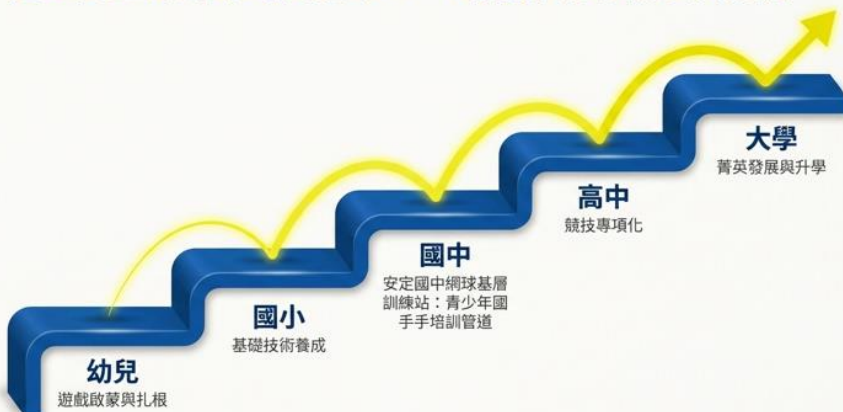 大學
菁英發展與升學
高中
競技專項化
國中
安定國中網球基層
訓練站：青少年國
手手培訓管道
國小
基礎技術養成
幼兒
遊戲啟蒙與扎根